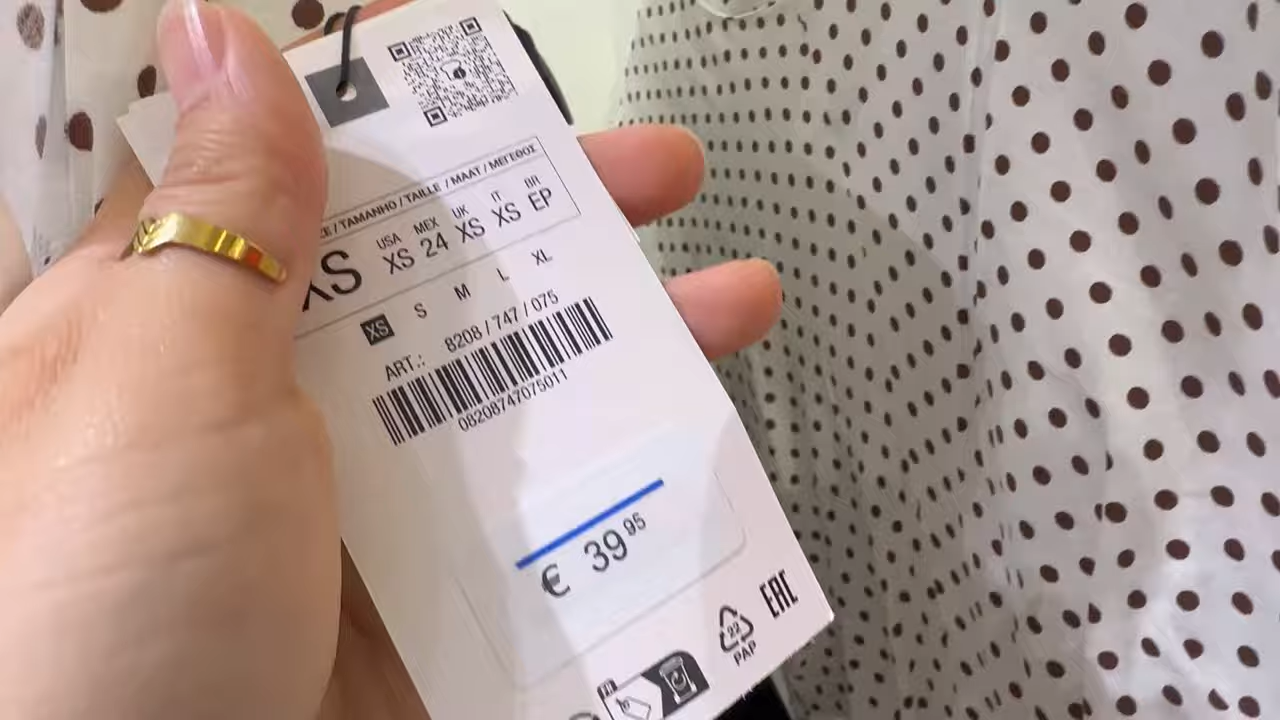 CE / TAMANHO / TAILLE / MAAT / ΜΕΓΕΘΟΣ
XS
USA MEX UK IT BR
XS 24 XS XS EP
XS S M L XL
ART.: 8208 / 747 / 075
08208747075011
€ 39 95
22
PAP
EAC